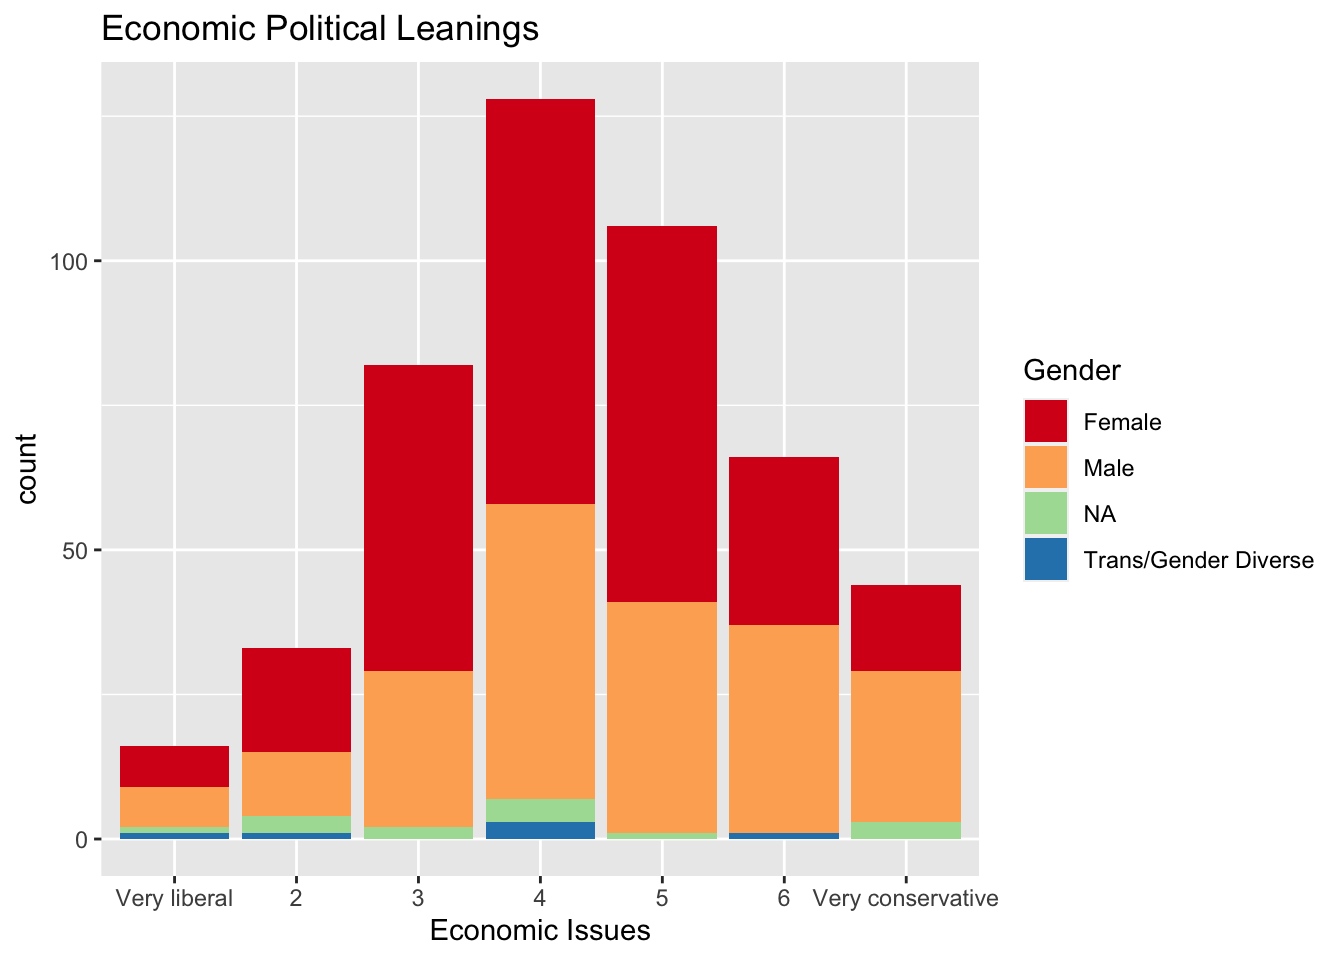 Economic Political Leanings
count
100
50
0
Very liberal 2 3 4 5 6 Very conservative
Economic Issues
Gender
Female
Male
NA
Trans/Gender Diverse